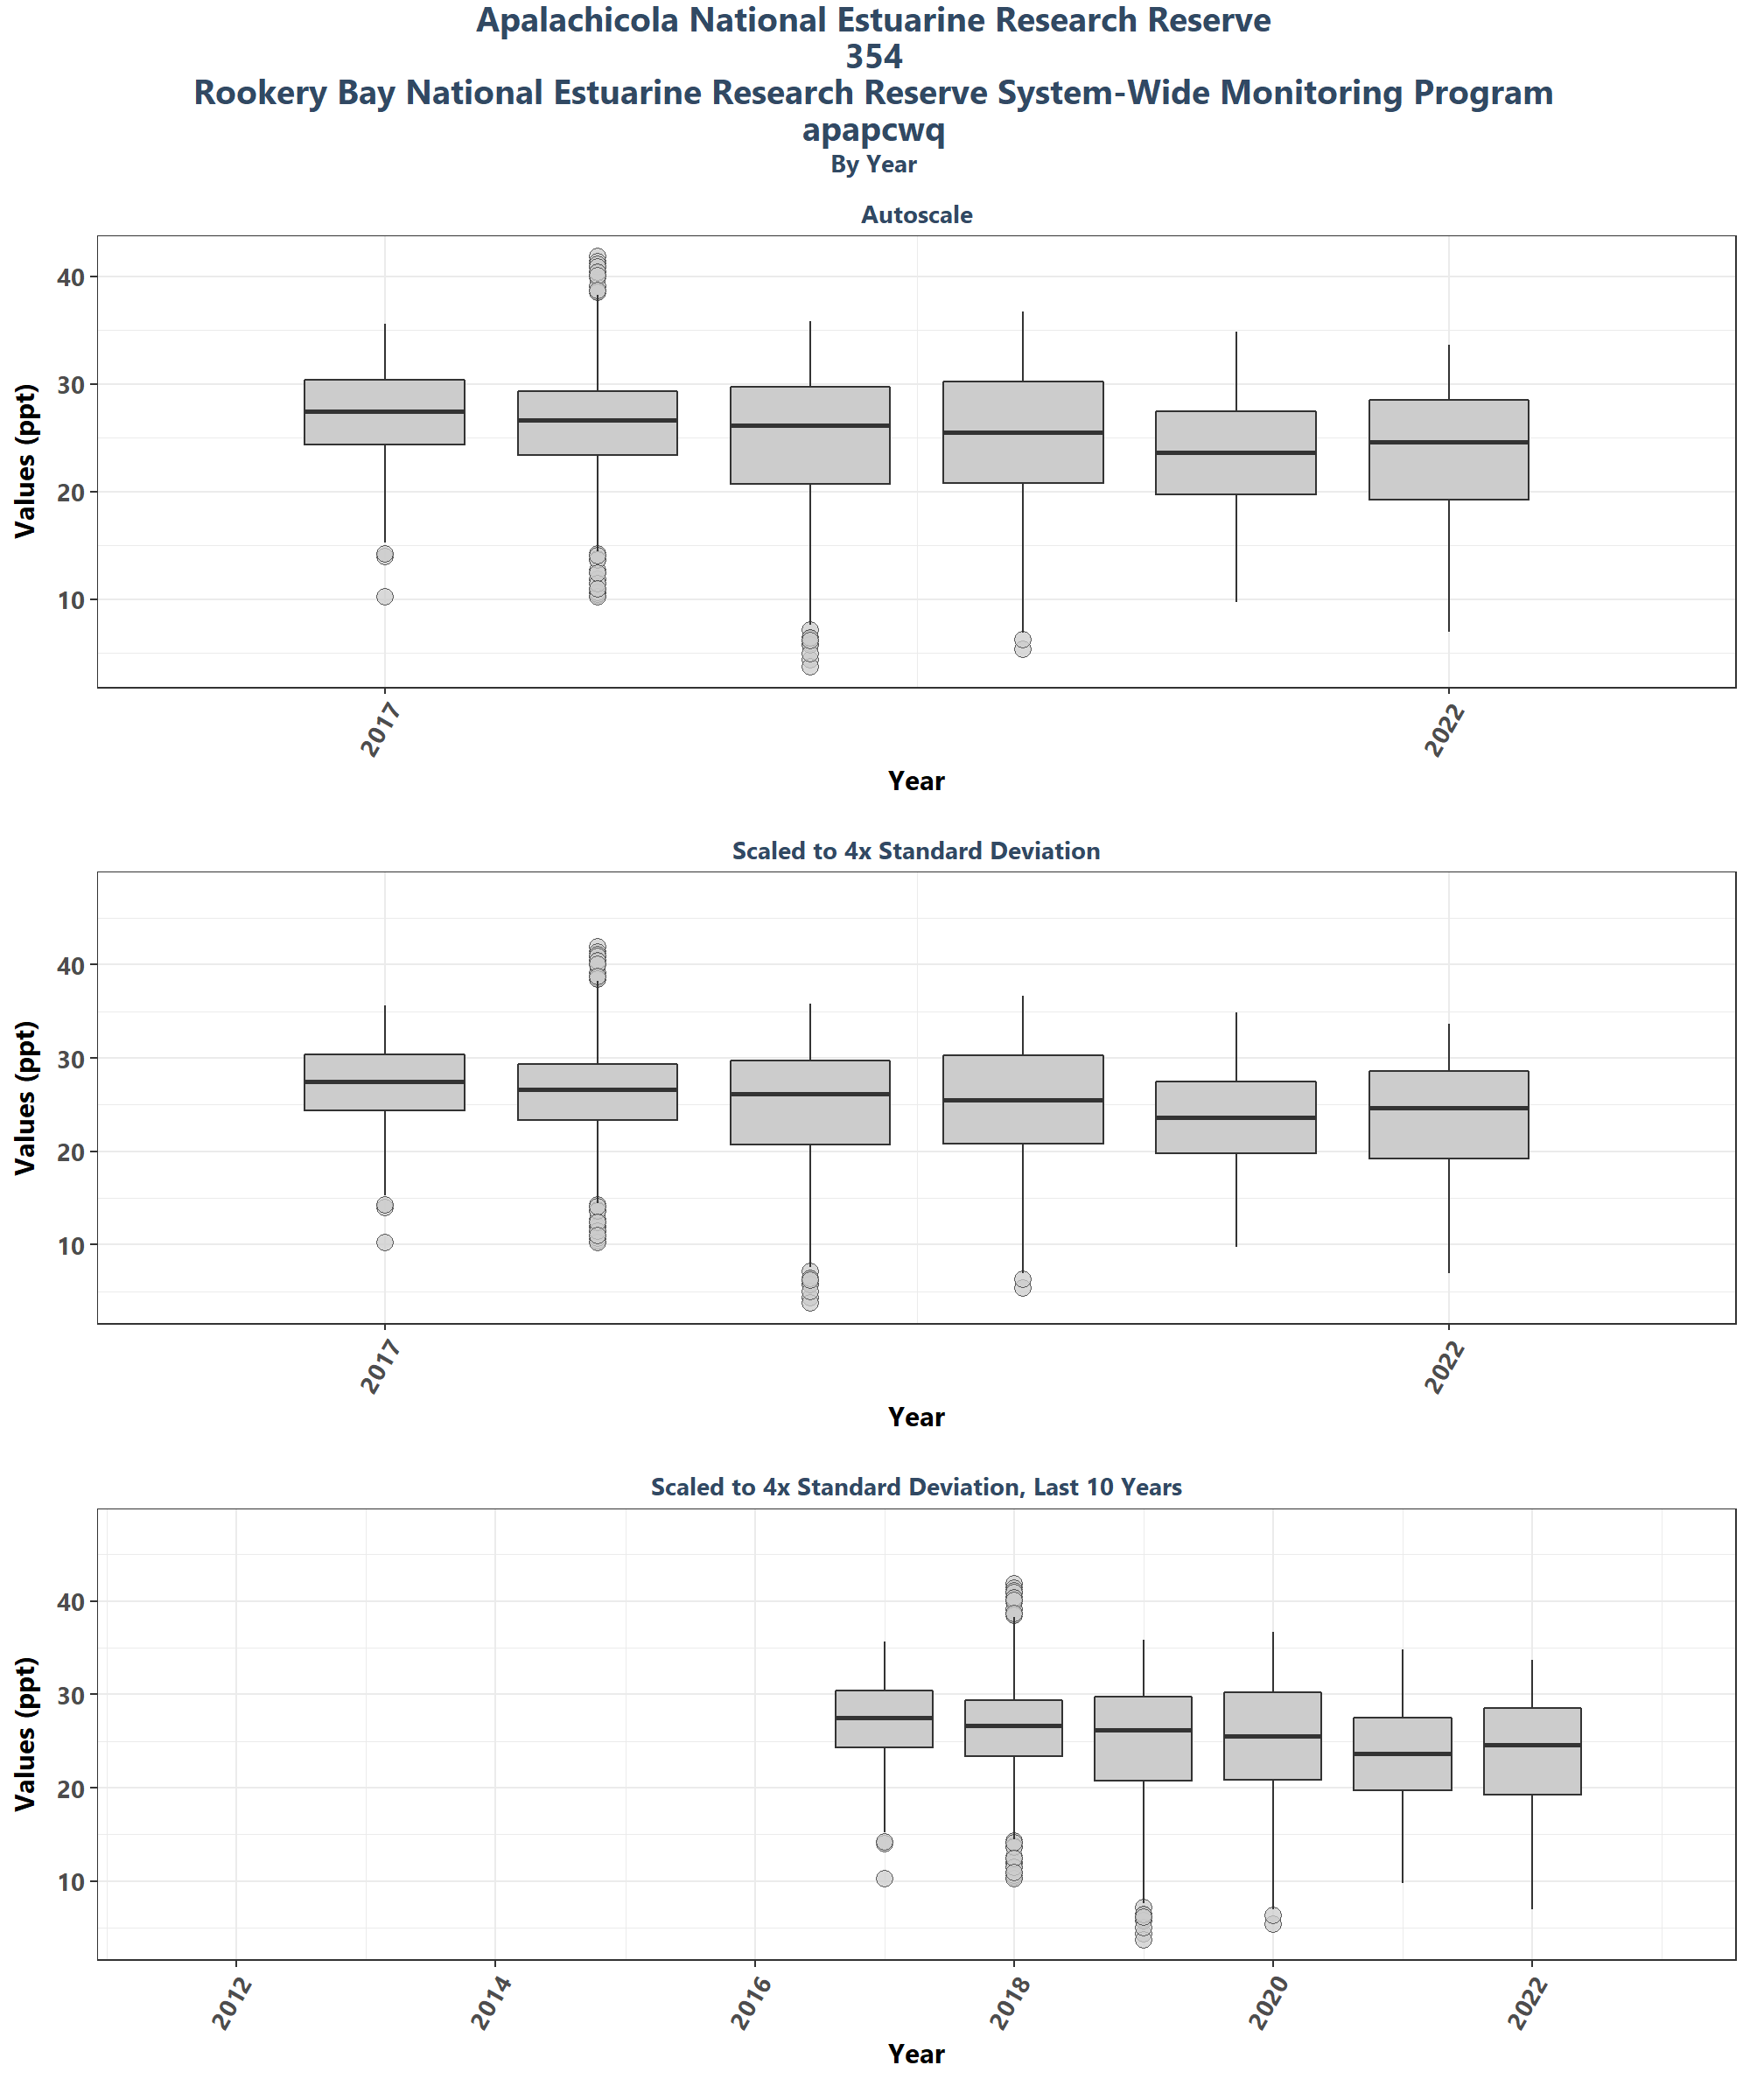 Apalachicola National Estuarine Research Reserve
354
Rookery Bay National Estuarine Research Reserve System-Wide Monitoring Program
apapcwq
By Year
Autoscale
Values (ppt)
40
30
20
10
2017
2022
Year
Scaled to 4x Standard Deviation
Values (ppt)
40
30
20
10
2017
2022
Year
Scaled to 4x Standard Deviation, Last 10 Years
Values (ppt)
40
30
20
10
2012
2014
2016
2018
2020
2022
Year